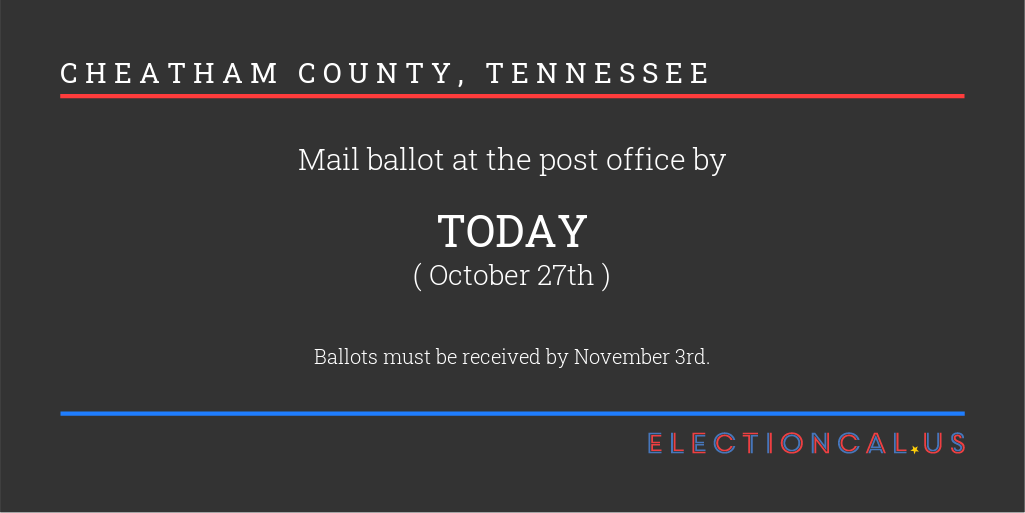 CHEATHAM COUNTY, TENNESSEE
Mail ballot at the post office by
TODAY
( October 27th )
Ballots must be received by November 3rd.
ELECTIONCAL.US